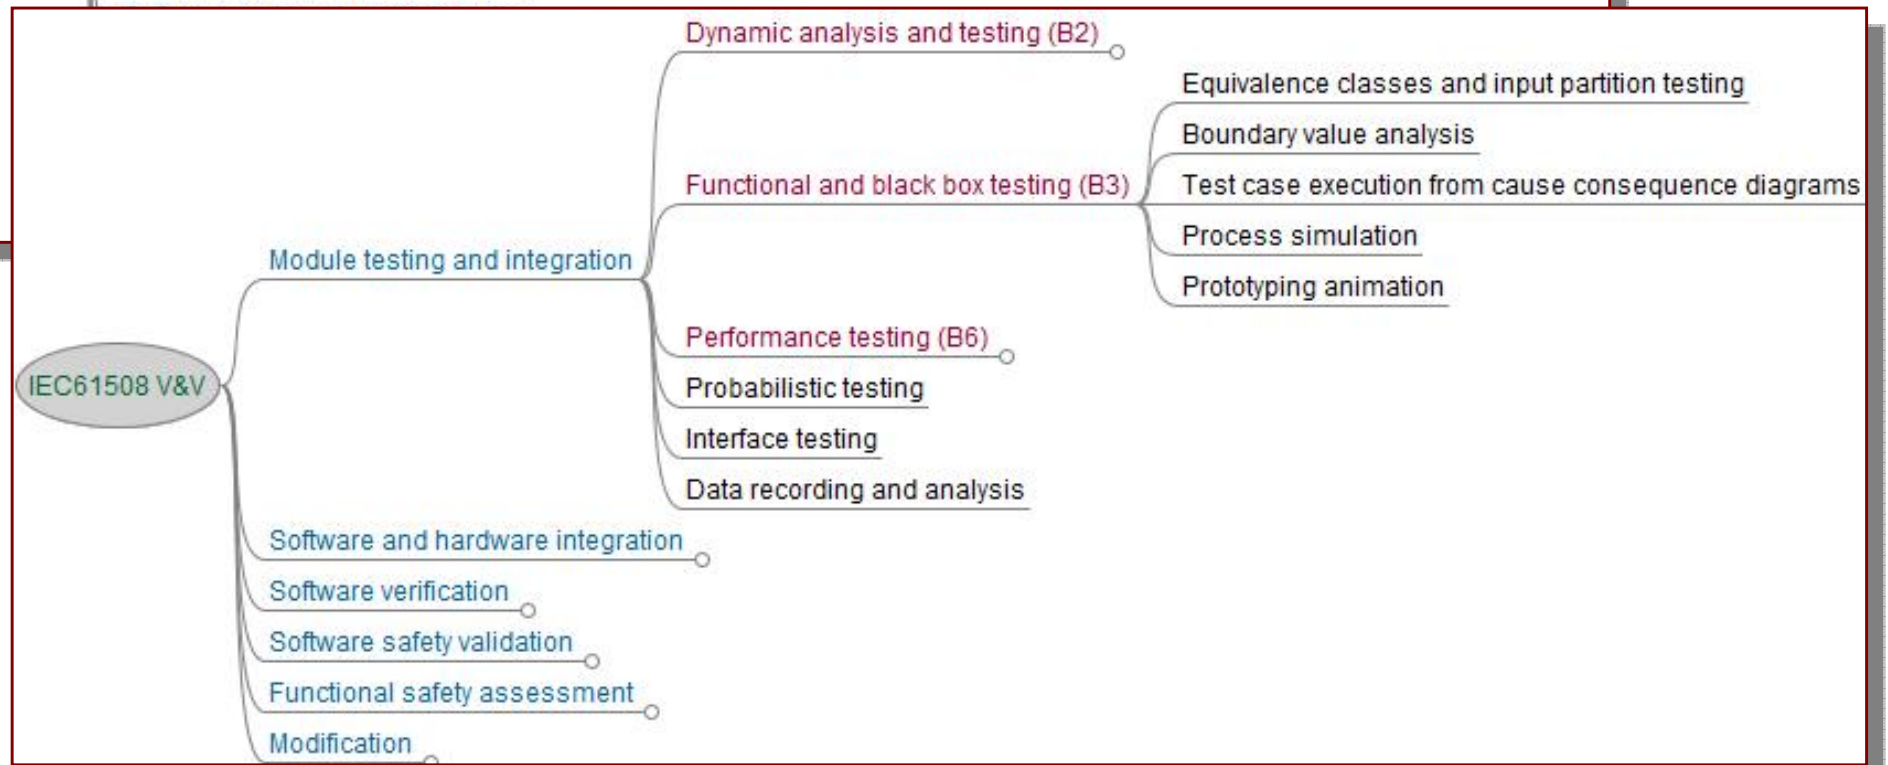 Dynamic analysis and testing (B2)
Equivalence classes and input partition testing
Boundary value analysis
Functional and black box testing (B3)
Test case execution from cause consequence diagrams
Process simulation
Module testing and integration
Prototyping animation
Performance testing (B6)
IEC61508 V&V
Probabilistic testing
Interface testing
Data recording and analysis
Software and hardware integration
Software verification
Software safety validation
Functional safety assessment
Modification